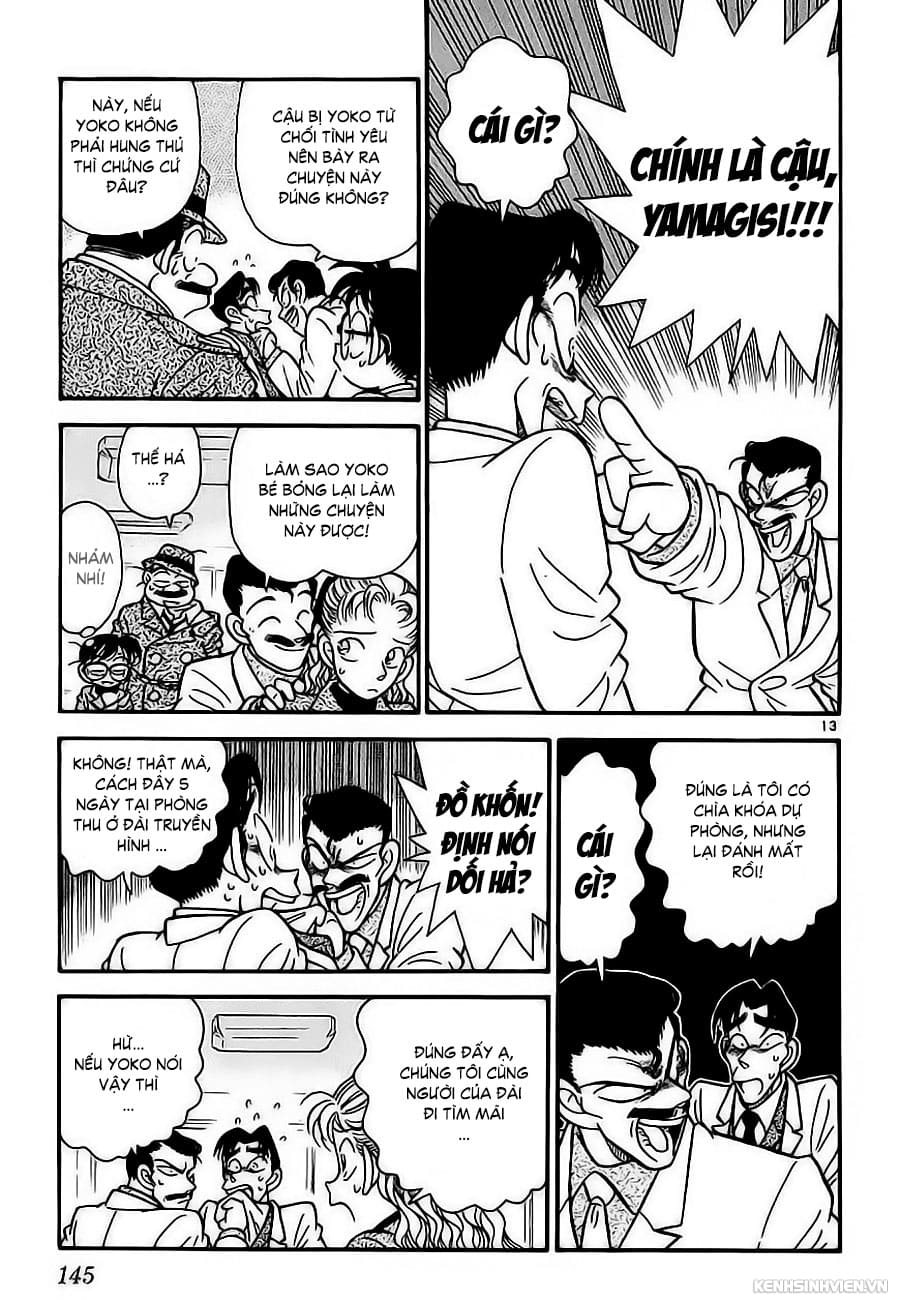 CÁI GÌ?
CHÍNH LÀ CẬU,
YAMAGISI!!!
CẬU BỊ YOKO TỪ
CHỐI TÌNH YÊU
NÊN BÀY RA
CHUYỆN NÀY
ĐÚNG KHÔNG?
NÀY, NẾU
YOKO KHÔNG
PHẢI HUNG THỦ
THÌ CHỨNG CỨ
ĐÂU?
LÀM SAO YOKO
BÉ BỎNG LẠI LÀM
NHỮNG CHUYỆN
NÀY ĐƯỢC!
THẾ HẢ
...?
NHẢM
NHÍ!
13
ĐÚNG LÀ TÔI CÓ
CHÌA KHÓA DỰ
PHÒNG, NHƯNG
LẠI ĐÁNH MẤT
RỒI!
CÁI
GÌ?
ĐỒ KHỐN!
ĐỊNH NÓI
DỐI HẢ?
KHÔNG! THẬT MÀ,
CÁCH ĐÂY 5
NGÀY TẠI PHÒNG
THU Ở ĐÀI TRUYỀN
HÌNH ...
ĐÚNG ĐẤY Ạ,
CHÚNG TÔI CÙNG
NGƯỜI CỦA ĐÀI
ĐI TÌM MÃI
...
HỪ...
NẾU YOKO NÓI
VẬY THÌ
...
145
KENHSINHVIEN.VN